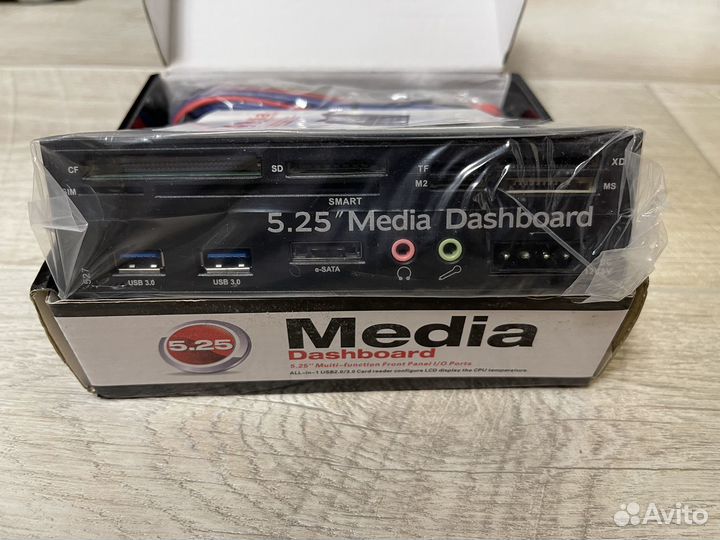 CF
SD
TF
XD
SIM
M2
MS
SMART
5.25" Media Dashboard
USB 3.0
USB 3.0
e-SATA
527
5.25
Media
Dashboard
5.25" Multi-function Front Panel I/O Ports
ALL-in-1 USB2.0/3.0 Card reader configure LCD display the CPU temperature.
Avito